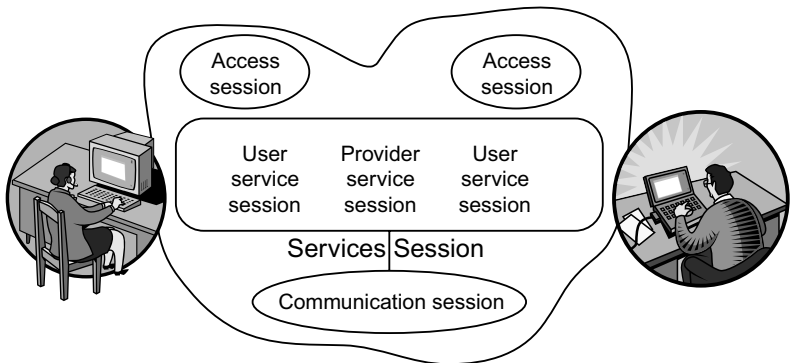 Access
session
Access
session
User
service
session
Provider
service
session
User
service
session
Services Session
Communication session